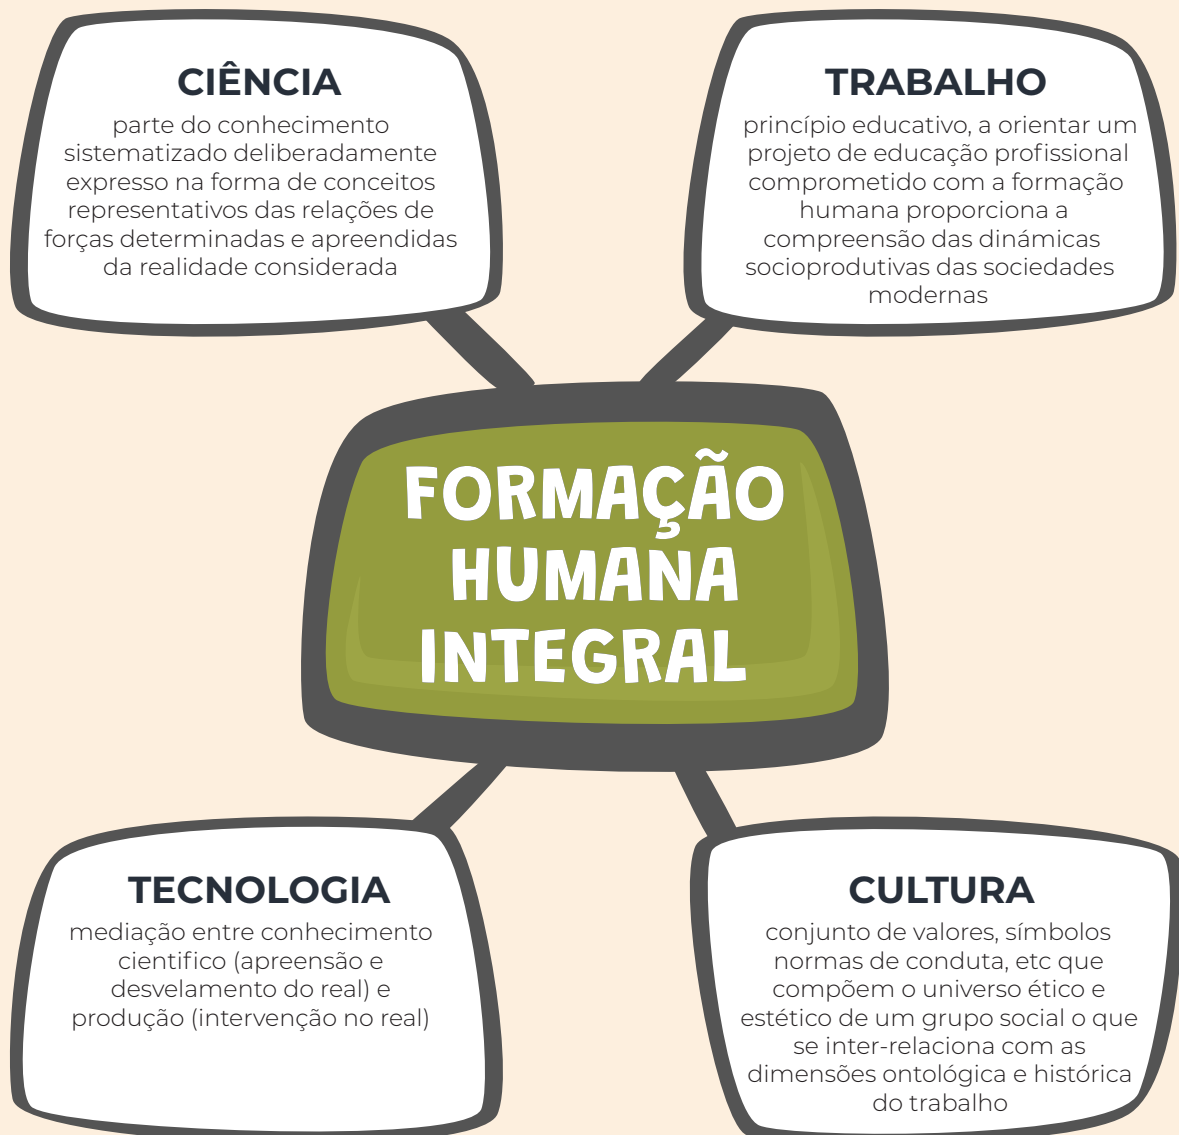 CIÊNCIA
parte do conhecimento
sistematizado deliberadamente
expresso na forma de conceitos
representativos das relações de
forças determinadas e apreendidas
da realidade considerada
TRABALHO
princípio educativo, a orientar um
projeto de educação profissional
comprometido com a formação
humana proporciona a
compreensão das dinámicas
socioprodutivas das sociedades
modernas
FORMAÇÃO
HUMANA
INTEGRAL
TECNOLOGIA
mediação entre conhecimento
cientifico (apreensão e
desvelamento do real) e
produção (intervenção no real)
CULTURA
conjunto de valores, símbolos
normas de conduta, etc que
compõem o universo ético e
estético de um grupo social o que
se inter-relaciona com as
dimensões ontológica e histórica
do trabalho